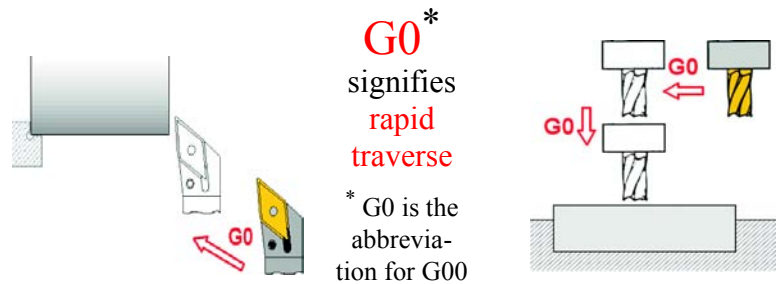 G0*
signifies
rapid
traverse
* G0 is the
abbrevia-
tion for G00
G0
G0
G0